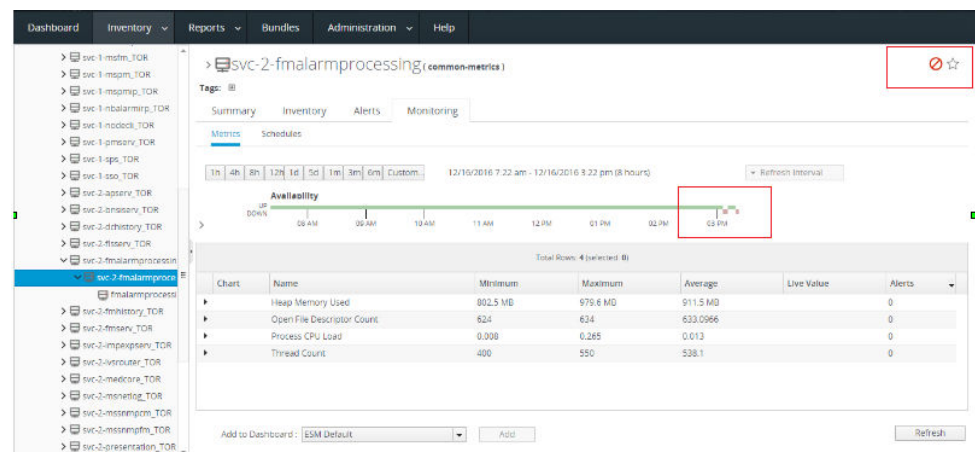 Dashboard Inventory Reports Bundles Administration Help
svc-1-msfm_TOR
svc-1-mspm_TOR
svc-1-mspmip_TOR
svc-1-nbalarmirp_TOR
svc-1-nodecli_TOR
svc-1-pmserv_TOR
svc-1-sps_TOR
svc-1-sso_TOR
svc-2-apserv_TOR
svc-2-bnsiserv_TOR
svc-2-dchistory_TOR
svc-2-flsserv_TOR
svc-2-fmalarmprocessin
svc-2-fmalarmproce
fmalarmprocessi
svc-2-fmhistory_TOR
svc-2-fmserv_TOR
svc-2-impexpserv_TOR
svc-2-lvsrouter_TOR
svc-2-medcore_TOR
svc-2-msnetlog_TOR
svc-2-mssnmpcm_TOR
svc-2-mssnmpfm_TOR
svc-2-presentation_TOR
svc-2-fmalarmprocessing ( common-metrics )
Tags:
Summary Inventory Alerts Monitoring
Metrics Schedules
1h 4h 8h 12h 1d 5d 1m 3m 6m Custom... 12/16/2016 7:22 am - 12/16/2016 3:22 pm (8 hours) Refresh Interval
Availability
UP
DOWN
08 AM 09 AM 10 AM 11 AM 12 PM 01 PM 02 PM 03 PM
Total Rows: 4 (selected: 0)
Chart Name Minimum Maximum Average Live Value Alerts
Heap Memory Used 802.5 MB 979.6 MB 911.5 MB 0
Open File Descriptor Count 624 634 633.0966 0
Process CPU Load 0.008 0.265 0.013 0
Thread Count 400 550 538.1 0
Add to Dashboard : ESM Default Add Refresh